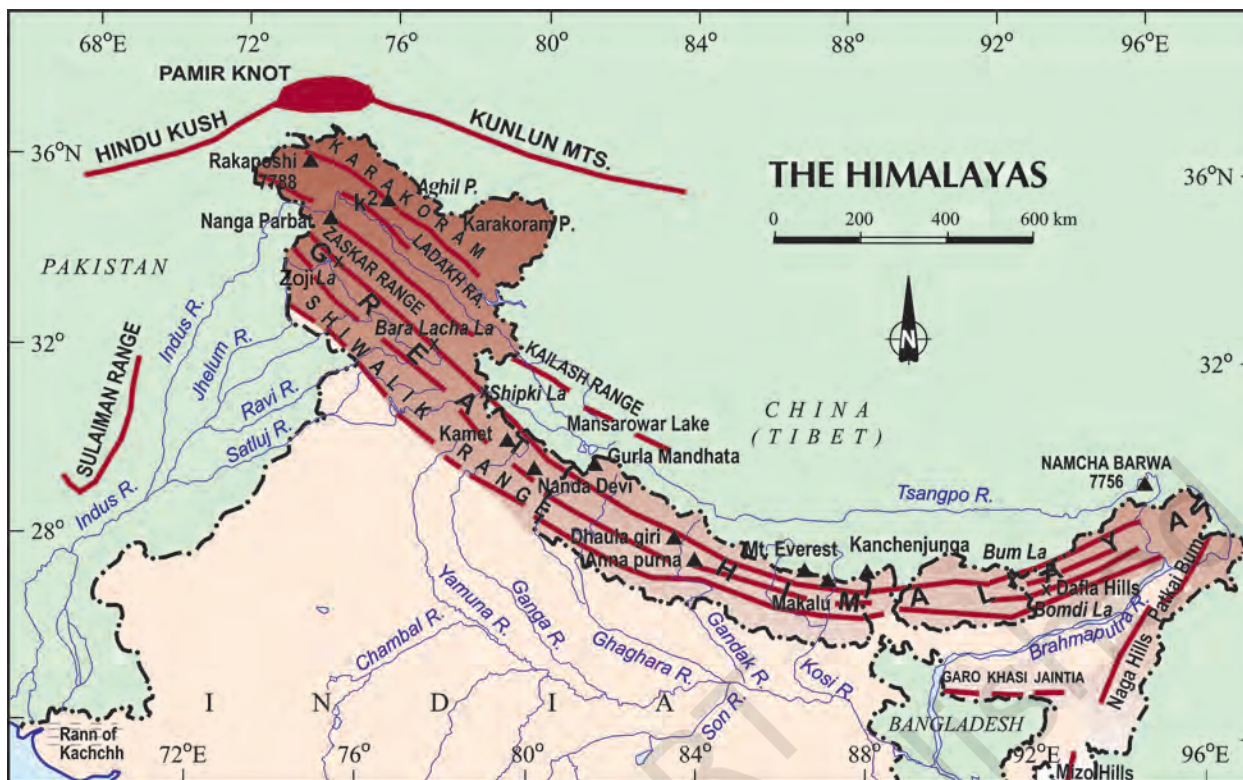 68°E
72°
76°
80°
84°
92°
96°E
PAMIR KNOT
HINDU KUSH
KUNLUN MTS.
36°N
36°N
THE HIMALAYAS
0 200 400 600 km
N
KARAKORAM
Rakaposhi
7788
K2
Aghil P.
Karakoram P.
Nanga Parbat
LADAKH RA.
ZASKAR RANGE
PAKISTAN
Zoji La
GREAT HIMALAYA
SHIWALIK RANGE
Bara Lacha La
32°
32°
Indus R.
Jhelum R.
Ravi R.
Satluj R.
SULAIMAN RANGE
Indus R.
Shipki La
KAILASH RANGE
Mansarowar Lake
Gurla Mandhata
CHINA
(TIBET)
Kamet
Nanda Devi
NAMCHA BARWA
7756
Tsangpo R.
28°
28°
Dhaula giri
Anna purna
Mt. Everest
Makalu
Kanchenjunga
Bum La
x Dafla Hills
Bomdi La
Patkai Bum
Brahmaputra R.
Naga Hills
Yamuna R.
Chambal R.
Ganga R.
Ghaghara R.
Gandak R.
Kosi R.
Son R.
GARO KHASI JAINTIA
BANGLADESH
INDIA
Rann of
Kachchh
Mizo Hills
72°E
76°
80°
84°
88°
92°E
96°E